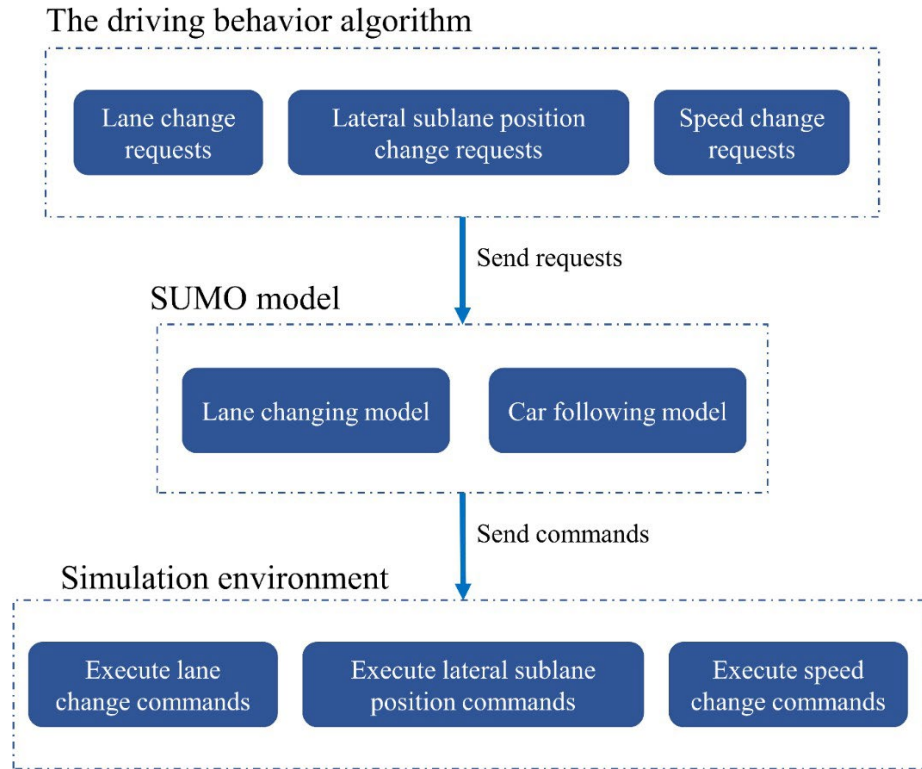 The driving behavior algorithm
Lane change
requests
Lateral sublane position
change requests
Speed change
requests
Send requests
SUMO model
Lane changing model
Car following model
Send commands
Simulation environment
Execute lane
change commands
Execute lateral sublane
position commands
Execute speed
change commands